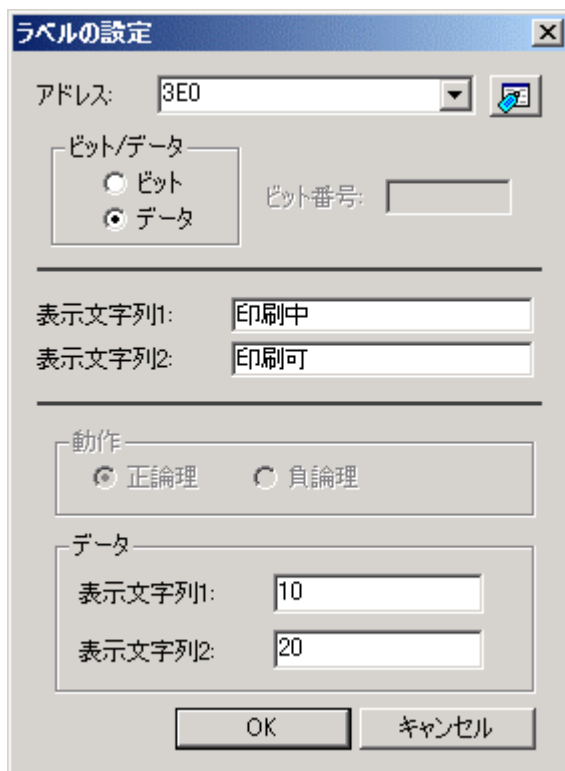 ラベルの設定
アドレス: 3E0
ビット/データ
ビット
データ
ビット番号:
表示文字列1: 印刷中
表示文字列2: 印刷可
動作
正論理 負論理
データ
表示文字列1: 10
表示文字列2: 20
OK キャンセル